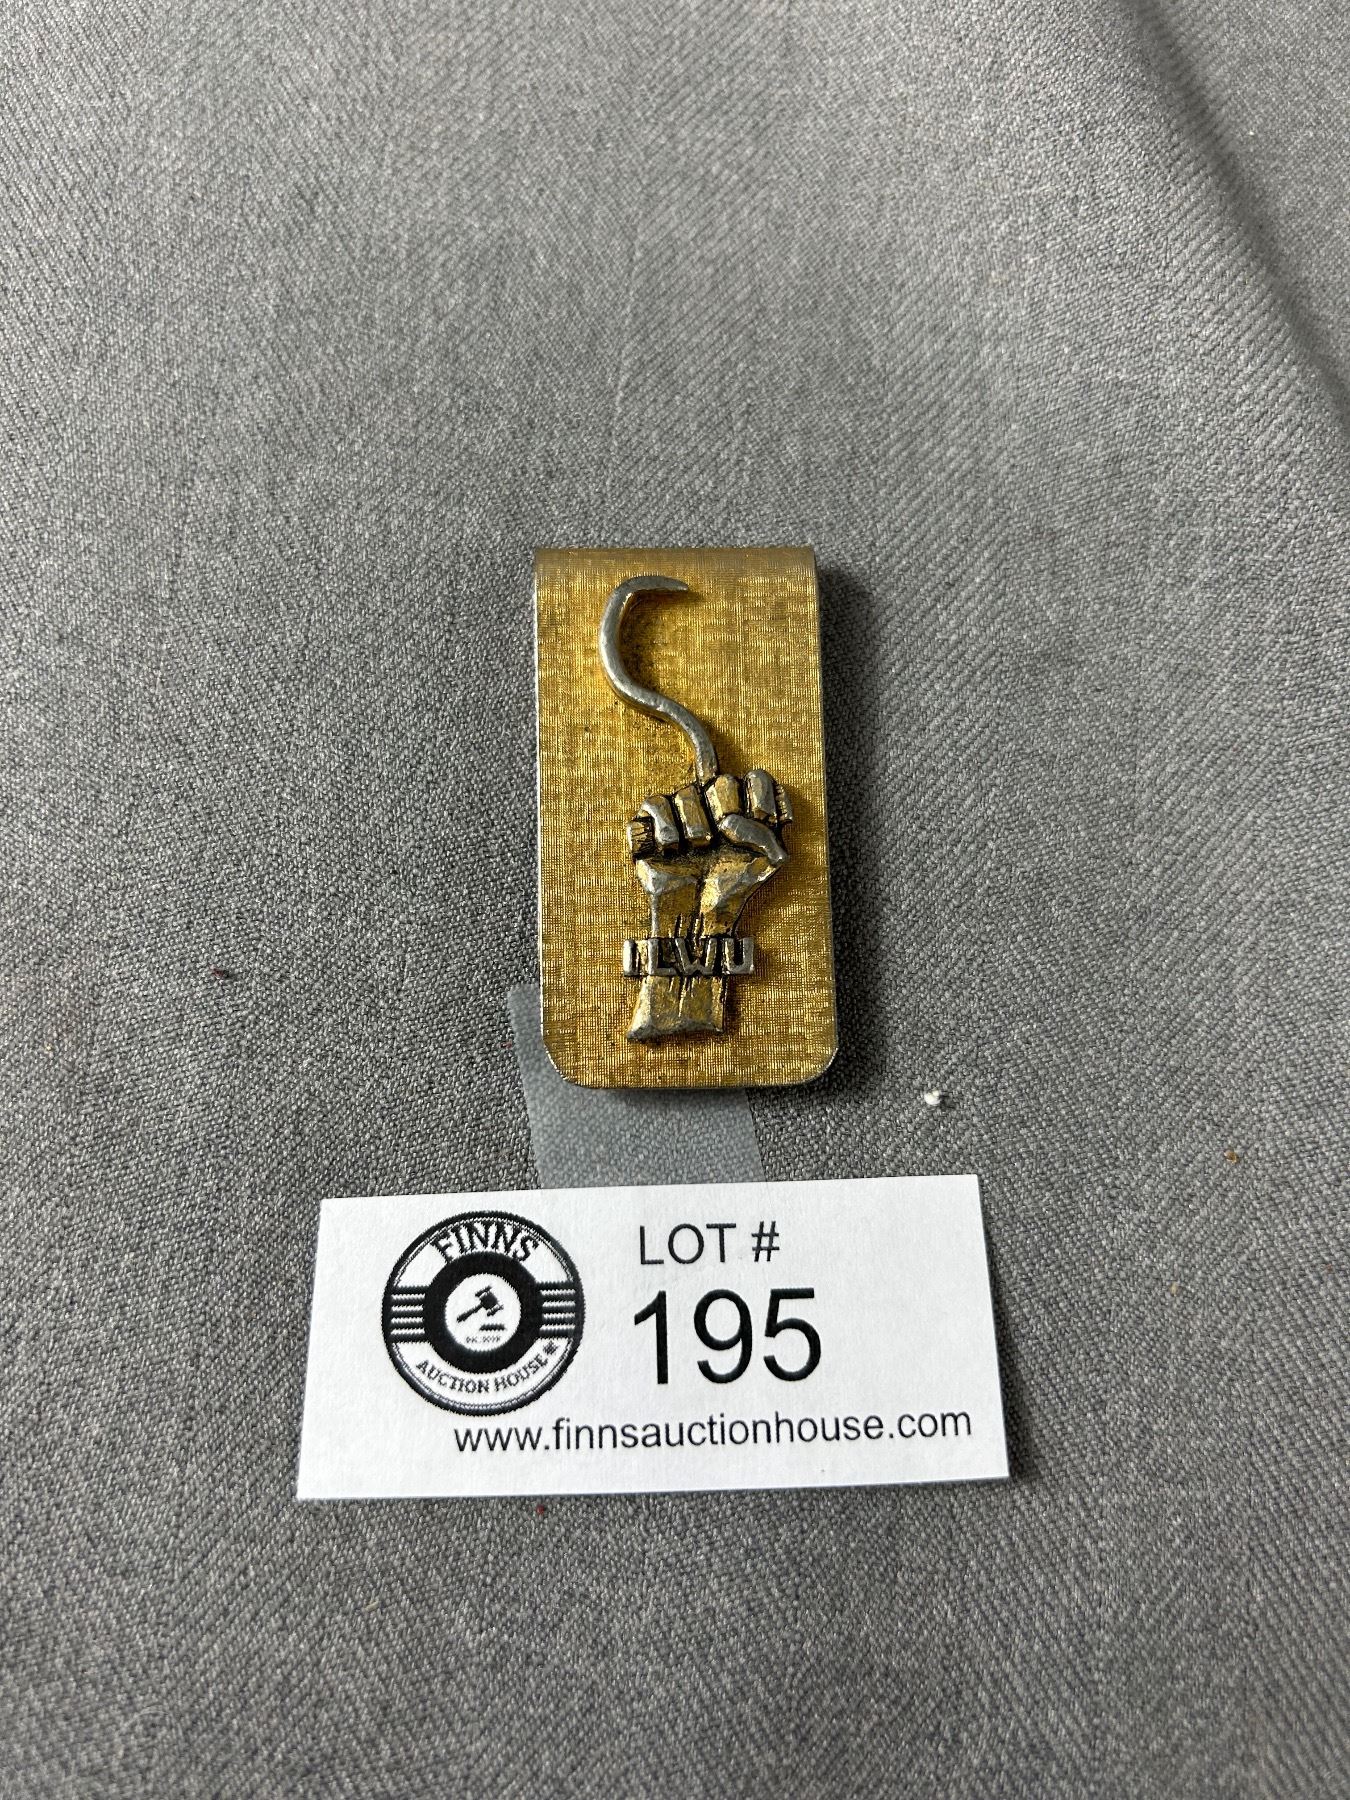 ILWU
FINNS
AUCTION HOUSE
LOT #
195
www.finnsauctionhouse.com